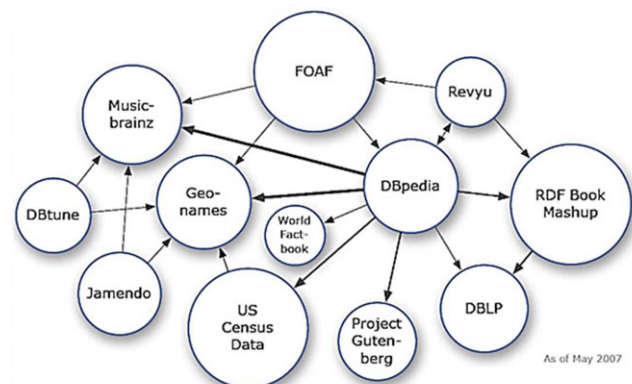 FOAF
Music-
brainz
Revyu
Geo-
names
DBpedia
RDF Book
Mashup
DBtune
World
Fact-
book
Jamendo
US
Census
Data
Project
Guten-
berg
DBLP
As of May 2007